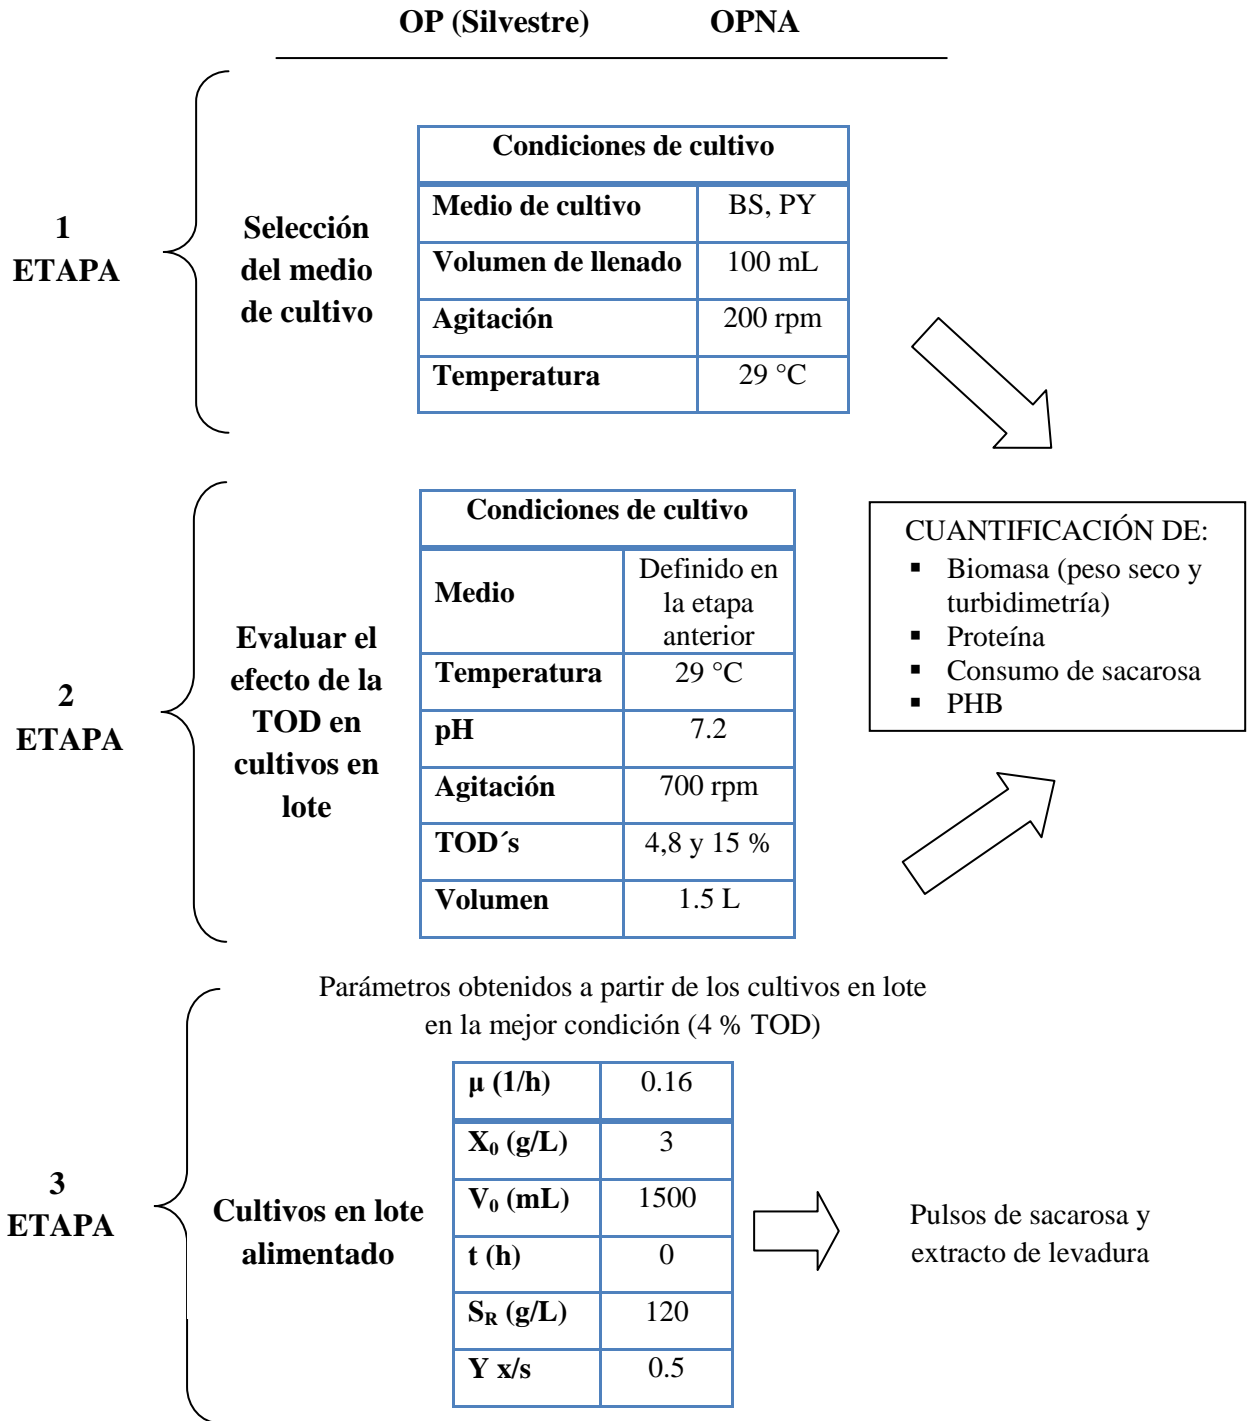 OP (Silvestre) OPNA
1
ETAPA
Selección
del medio
de cultivo
Condiciones de cultivo
Medio de cultivo BS, PY
Volumen de llenado 100 mL
Agitación 200 rpm
Temperatura 29 °C
2
ETAPA
Evaluar el
efecto de la
TOD en
cultivos en
lote
Condiciones de cultivo
Medio Definido en
la etapa
anterior
Temperatura 29 °C
pH 7.2
Agitación 700 rpm
TOD´s 4,8 y 15 %
Volumen 1.5 L
CUANTIFICACIÓN DE:
▪ Biomasa (peso seco y
turbidimetría)
▪ Proteína
▪ Consumo de sacarosa
▪ PHB
3
ETAPA
Cultivos en lote
alimentado
Parámetros obtenidos a partir de los cultivos en lote
en la mejor condición (4 % TOD)
μ (1/h) 0.16
X₀ (g/L) 3
V₀ (mL) 1500
t (h) 0
S_R (g/L) 120
Y x/s 0.5
Pulsos de sacarosa y
extracto de levadura